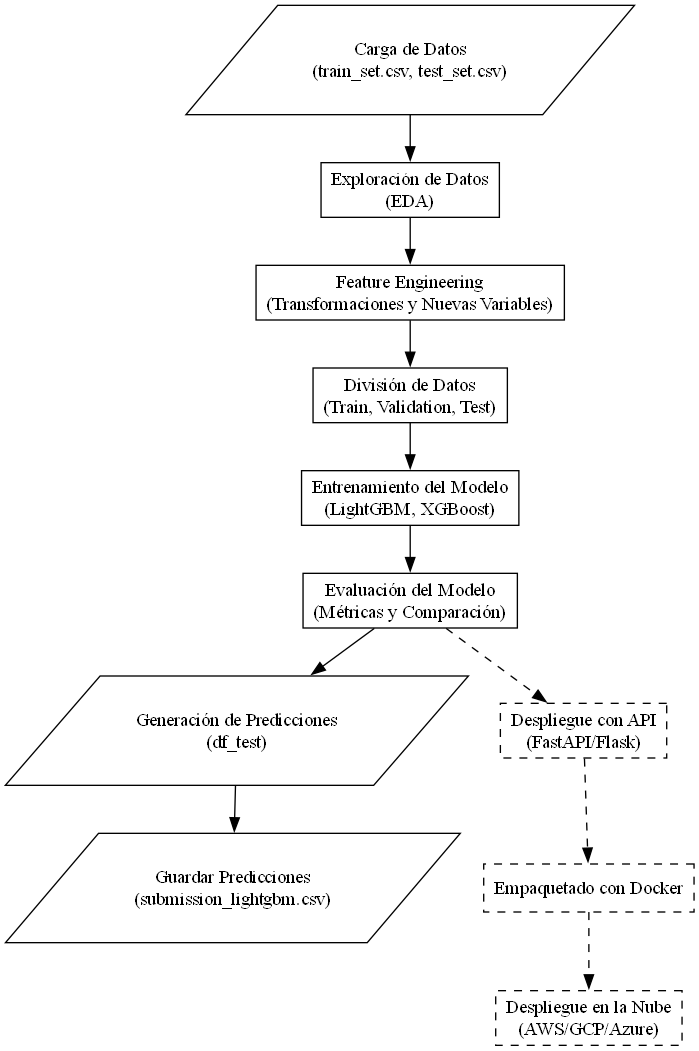 Carga de Datos
(train_set.csv, test_set.csv)
Exploración de Datos
(EDA)
Feature Engineering
(Transformaciones y Nuevas Variables)
División de Datos
(Train, Validation, Test)
Entrenamiento del Modelo
(LightGBM, XGBoost)
Evaluación del Modelo
(Métricas y Comparación)
Generación de Predicciones
(df_test)
Despliegue con API
(FastAPI/Flask)
Guardar Predicciones
(submission_lightgbm.csv)
Empaquetado con Docker
Despliegue en la Nube
(AWS/GCP/Azure)